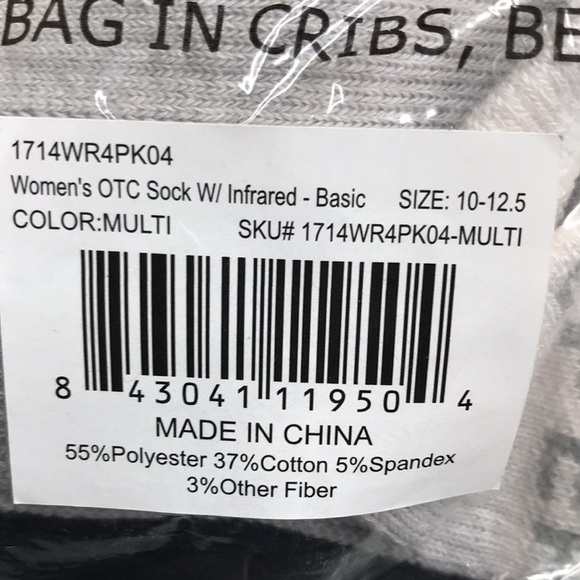 BAG IN CRIBS, BE
1714WR4PK04
Women's OTC Sock W/ Infrared - Basic SIZE: 10-12.5
COLOR:MULTI SKU# 1714WR4PK04-MULTI
8 43041 11950 4
MADE IN CHINA
55%Polyester 37%Cotton 5%Spandex
3%Other Fiber